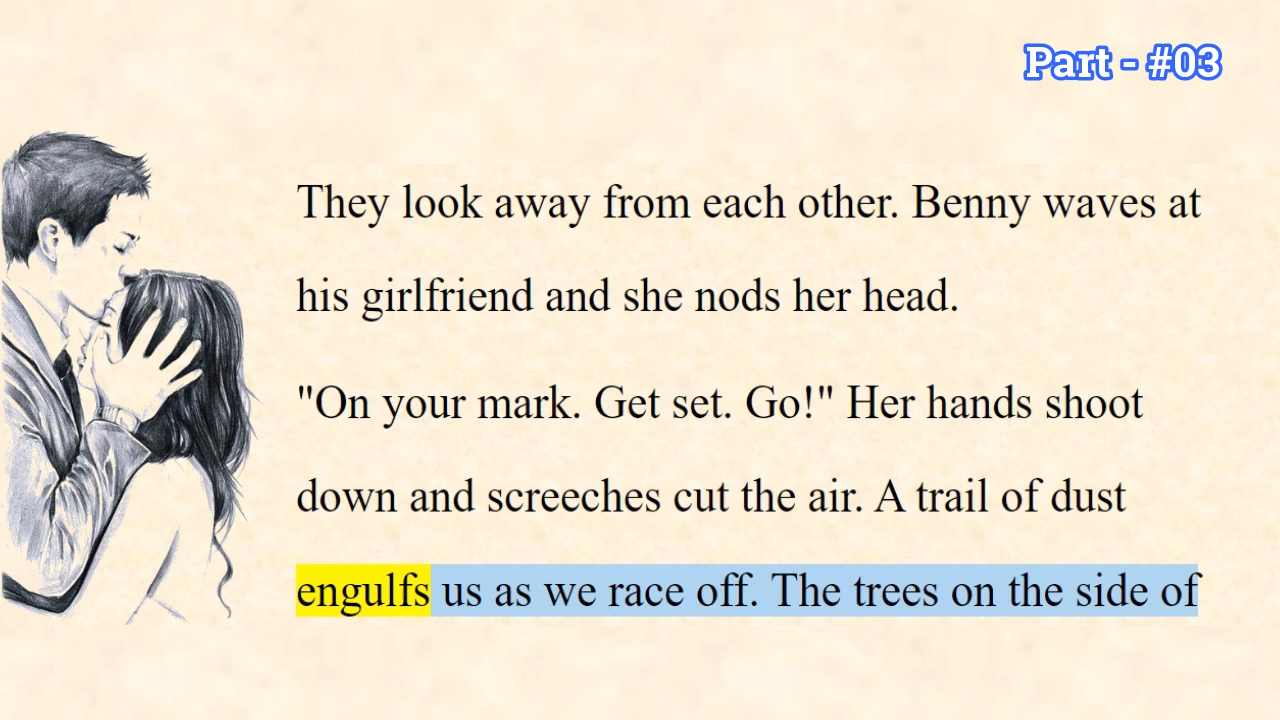 Part - #03
They look away from each other. Benny waves at
his girlfriend and she nods her head.
"On your mark. Get set. Go!" Her hands shoot
down and screeches cut the air. A trail of dust
engulfs us as we race off. The trees on the side of